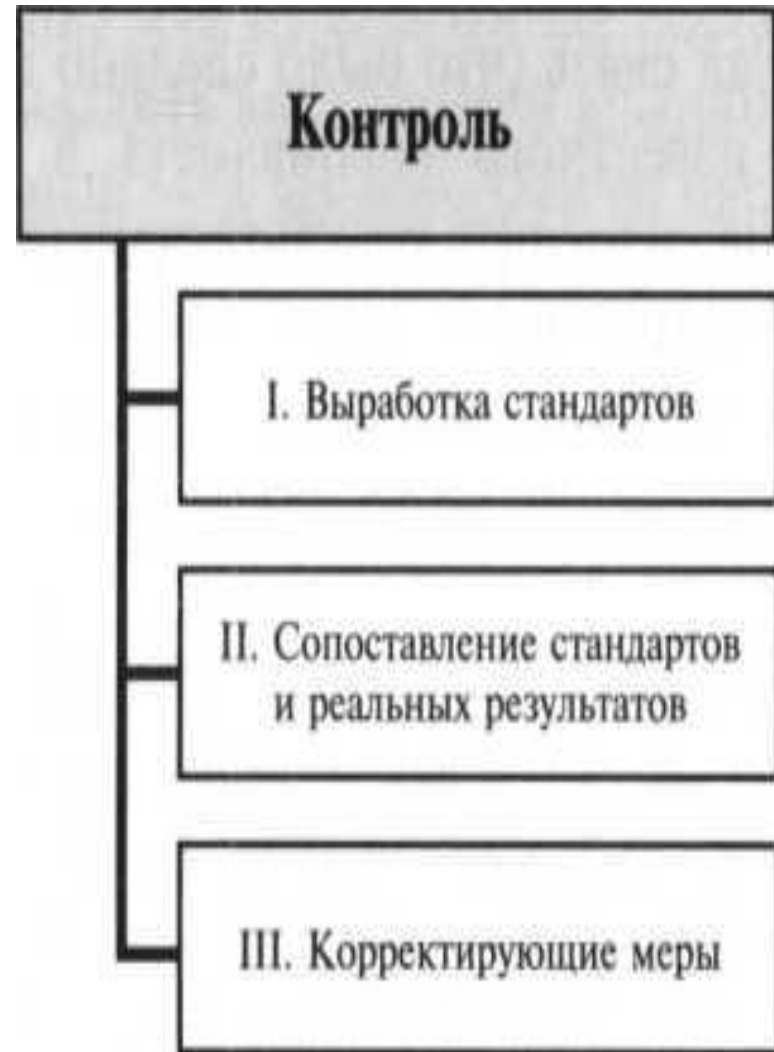 Контроль
I. Выработка стандартов
II. Сопоставление стандартов
и реальных результатов
III. Корректирующие меры